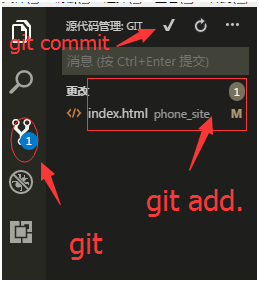 源代码管理: GIT
git commit
消息 (按 Ctrl+Enter 提交)
更改
1
index.html phone_site
M
1
git add.
git